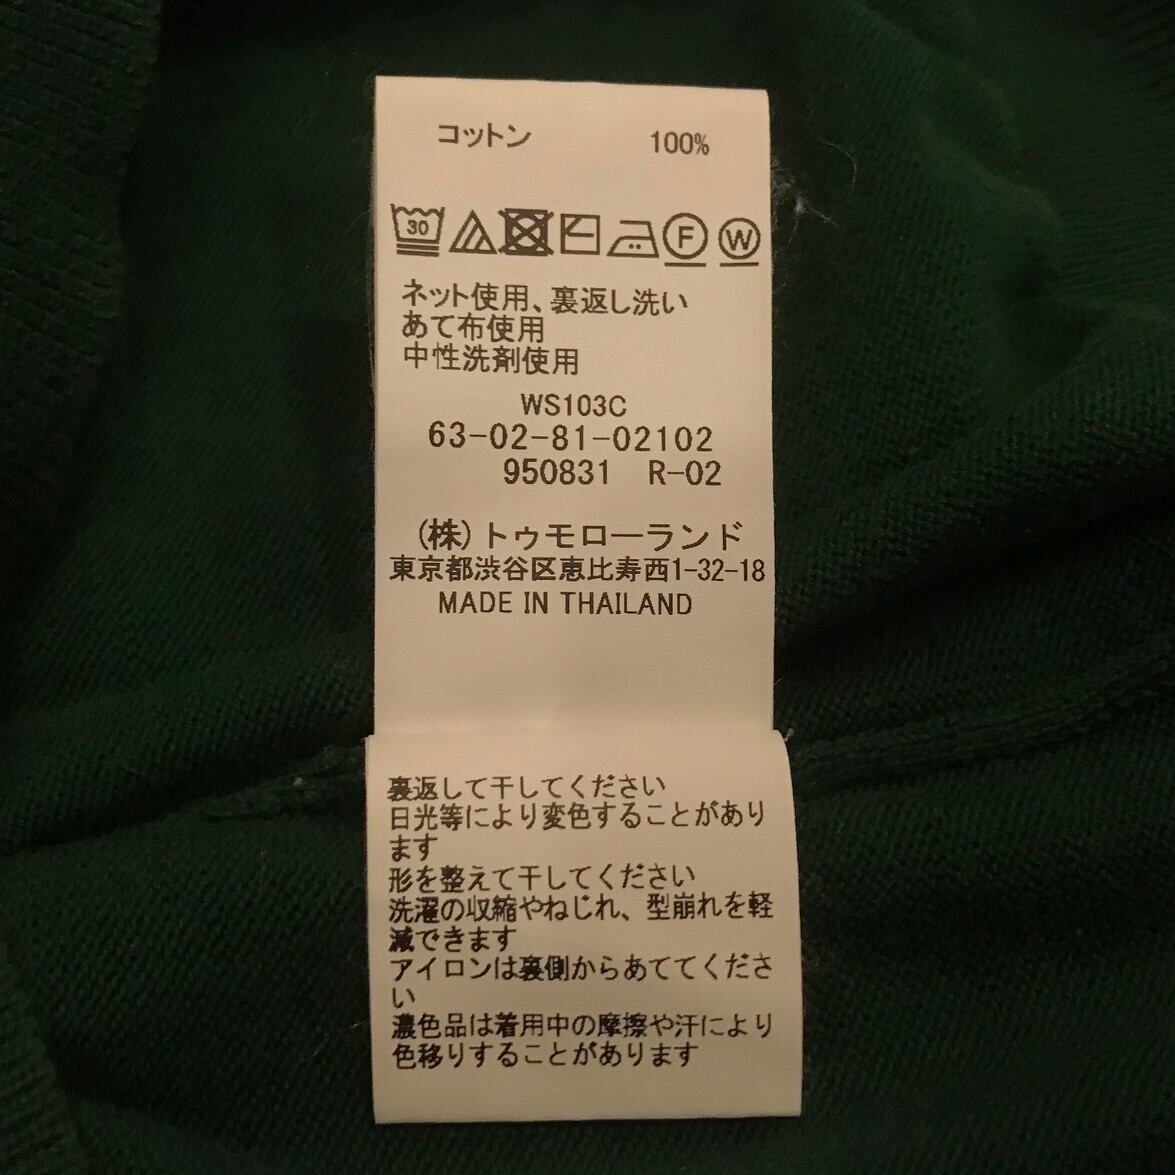 コットン 100%
30 F W
ネット使用、裏返し洗い
あて布使用
中性洗剤使用
WS103C
63-02-81-02102
950831 R-02
(株)トゥモローランド
東京都渋谷区恵比寿西1-32-18
MADE IN THAILAND
裏返して干してください
日光等により変色することがあり
ます
形を整えて干してください
洗濯の収縮やねじれ、型崩れを軽
減できます
アイロンは裏側からあててくださ
い
濃色品は着用中の摩擦や汗により
色移りすることがあります